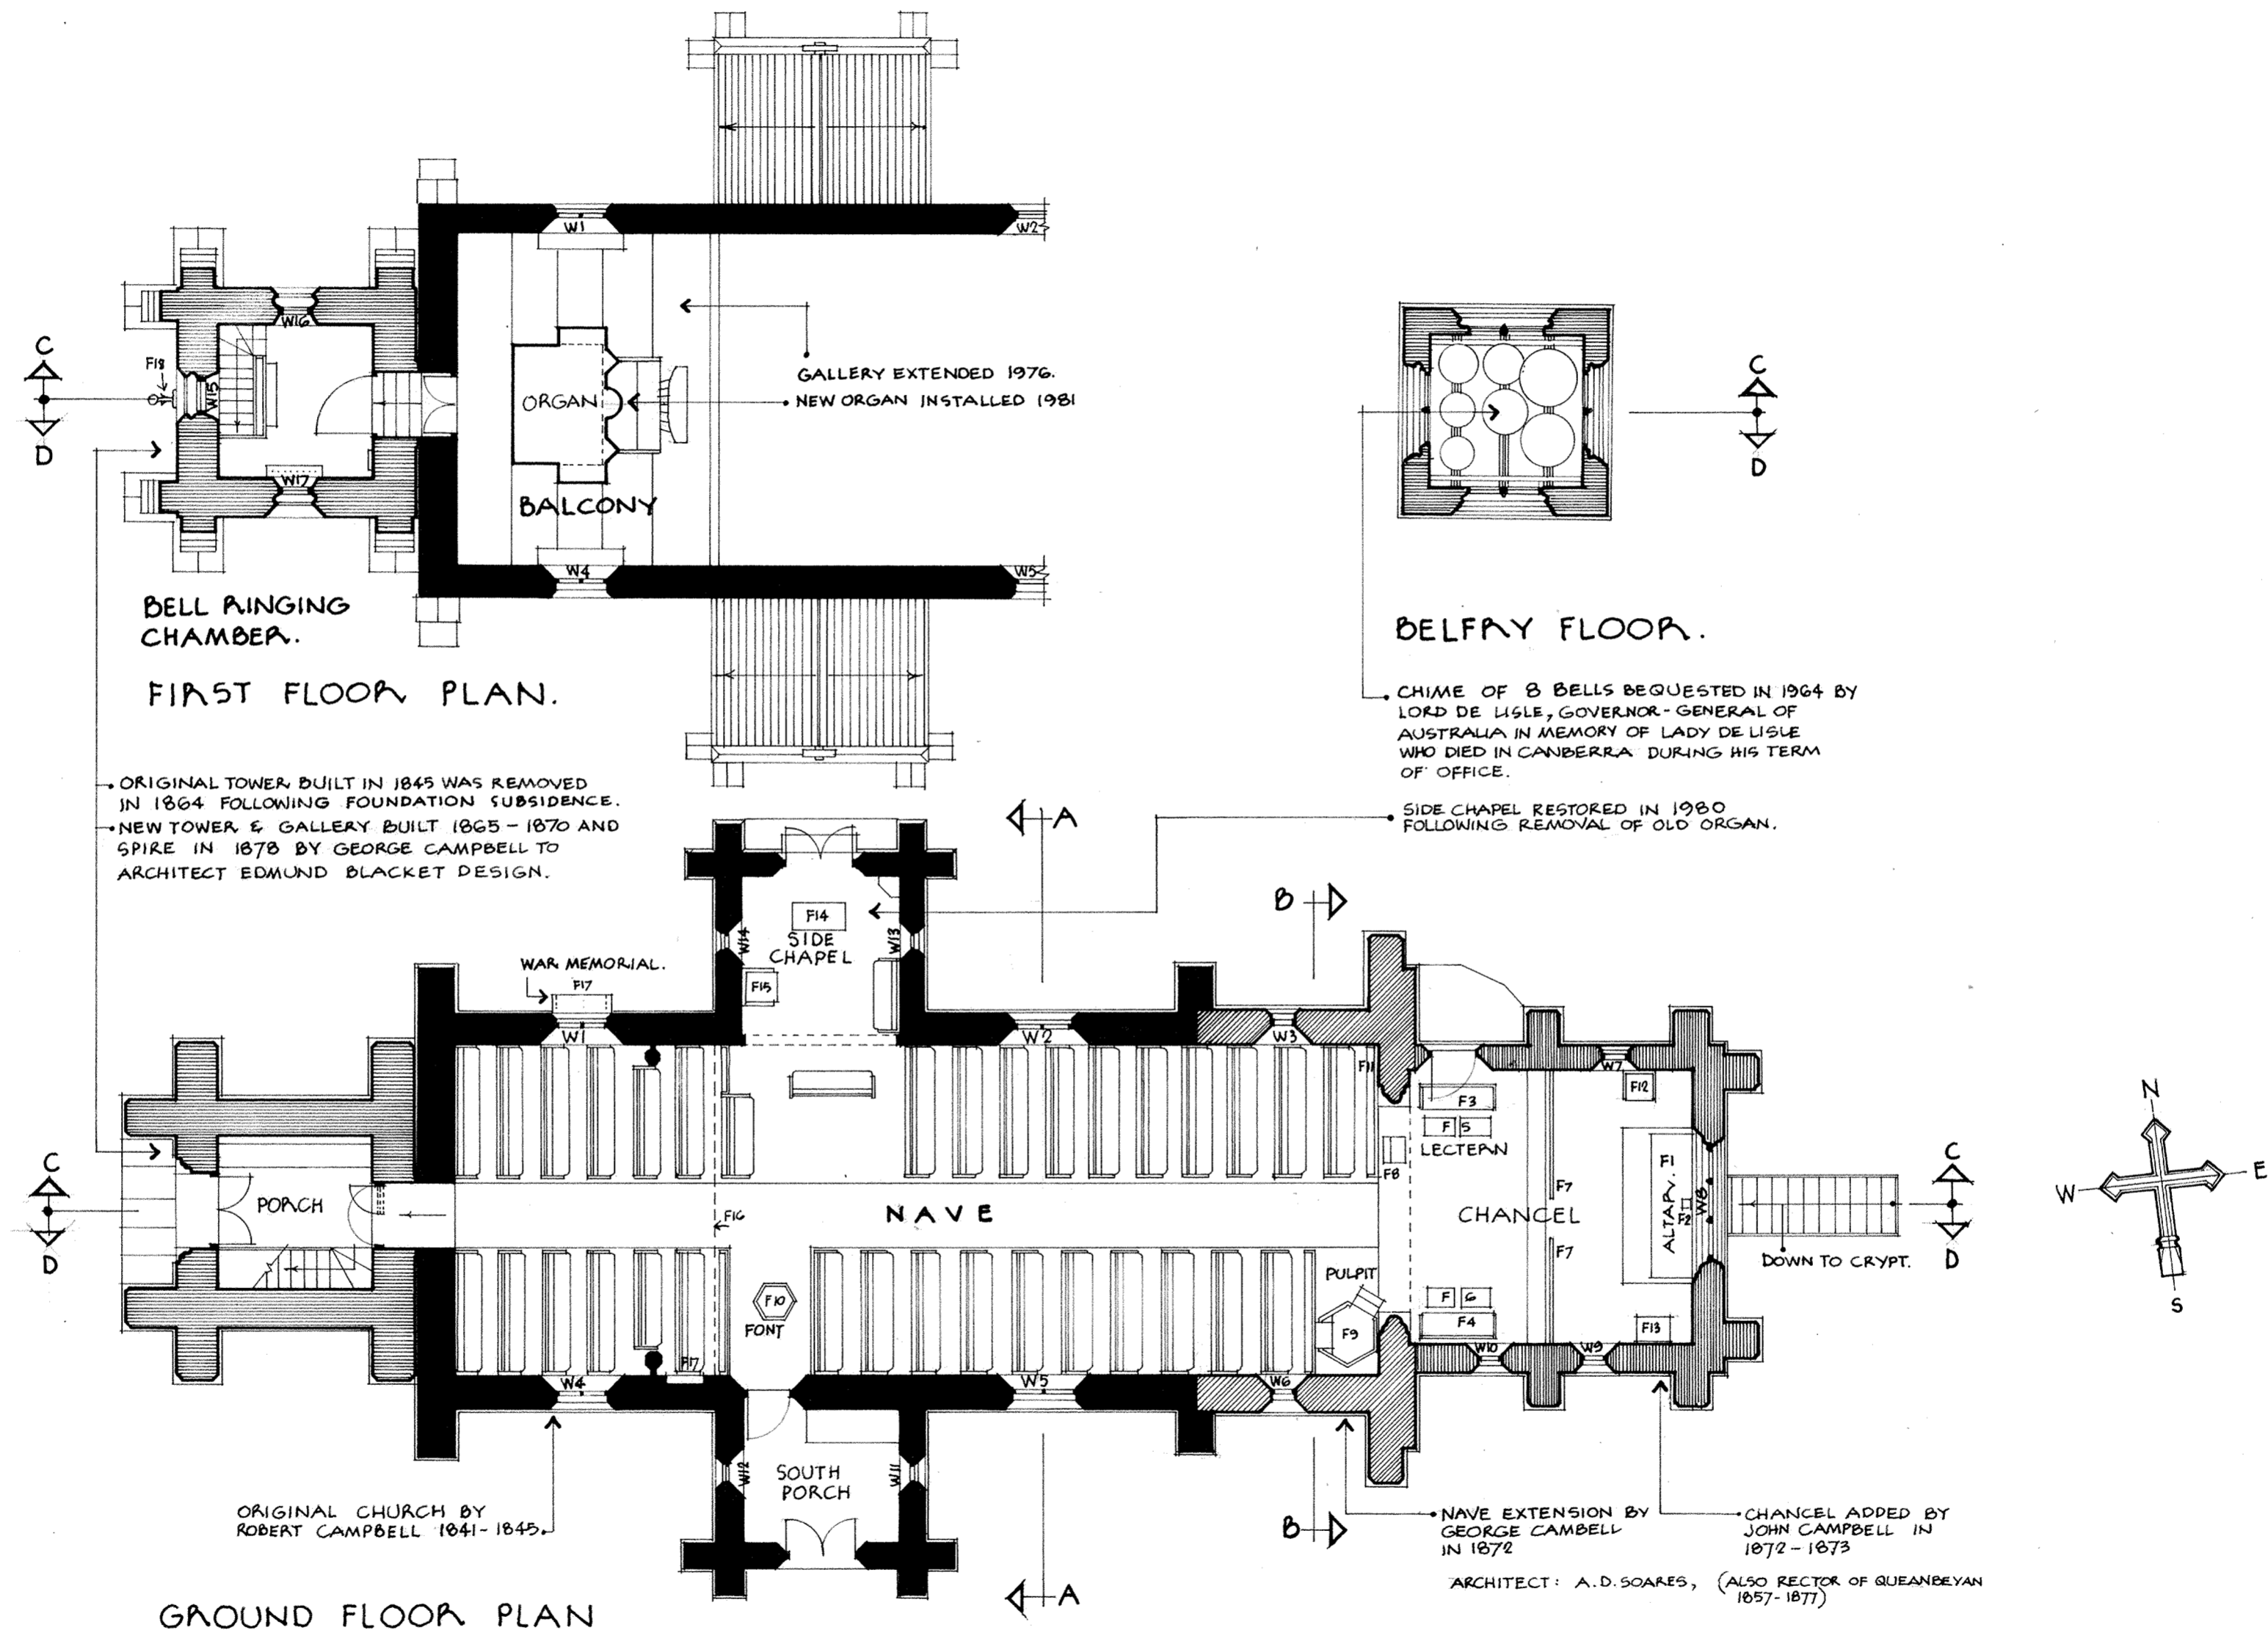 W1
W2
W16
C
F18
W15
D
ORGAN
GALLERY EXTENDED 1976.
NEW ORGAN INSTALLED 1981
W17
BALCONY
W4
W5
BELL RINGING
CHAMBER.
FIRST FLOOR PLAN.
C
D
BELFRY FLOOR.
CHIME OF 8 BELLS BEQUESTED IN 1964 BY
LORD DE LISLE, GOVERNOR-GENERAL OF
AUSTRALIA IN MEMORY OF LADY DE LISLE
WHO DIED IN CANBERRA DURING HIS TERM
OF OFFICE.
ORIGINAL TOWER BUILT IN 1845 WAS REMOVED
IN 1864 FOLLOWING FOUNDATION SUBSIDENCE.
NEW TOWER & GALLERY BUILT 1865-1870 AND
SPIRE IN 1878 BY GEORGE CAMPBELL TO
ARCHITECT EDMUND BLACKET DESIGN.
SIDE CHAPEL RESTORED IN 1980
FOLLOWING REMOVAL OF OLD ORGAN.
A
B
F14
W14
SIDE
CHAPEL
W13
WAR MEMORIAL.
F17
F15
W1
W2
W3
F11
W7
F12
F3
F 5
LECTERN
F8
C
D
PORCH
F16
NAVE
CHANCEL
F7
F7
ALTAR.
F1
F2
W8
DOWN TO CRYPT.
C
D
N
W
E
S
F10
FONT
PULPIT
F9
F 6
F4
F13
F17
W4
W5
W6
W10
W9
W12
SOUTH
PORCH
W11
ORIGINAL CHURCH BY
ROBERT CAMPBELL 1841-1845.
NAVE EXTENSION BY
GEORGE CAMBELL
IN 1872
CHANCEL ADDED BY
JOHN CAMPBELL IN
1872-1873
B
ARCHITECT: A.D. SOARES, (ALSO RECTOR OF QUEANBEYAN
1857-1877)
A
GROUND FLOOR PLAN